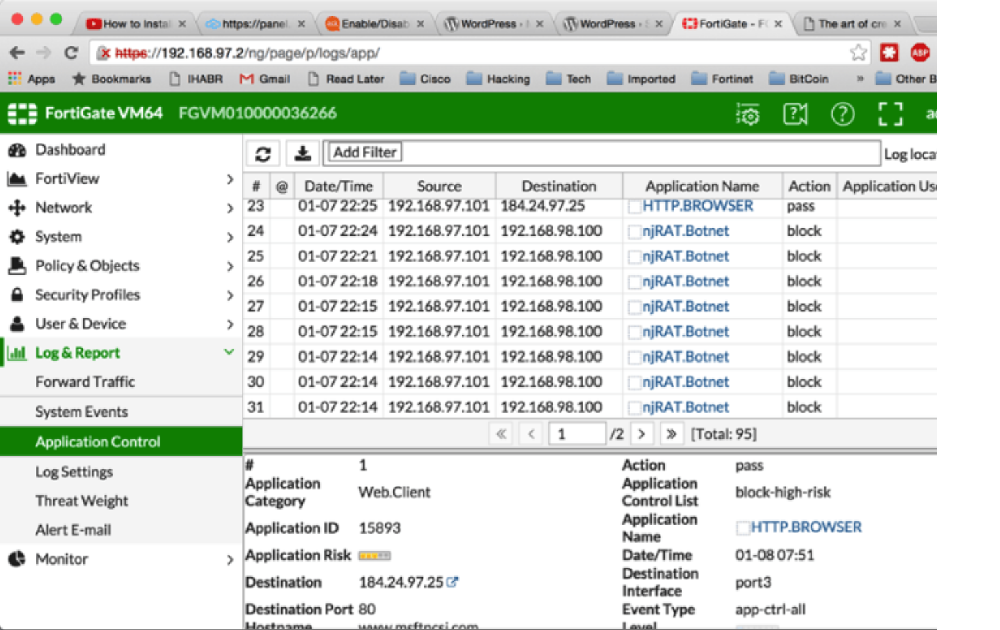 How to Insta
https://panel.
ask
Enable/Disab
WordPress ›
WordPress › S
FortiGate - F
The art of cre
https://192.168.97.2/ng/page/p/logs/app/
ABP
Apps
Bookmarks
IHABR
Gmail
Read Later
Cisco
Hacking
Tech
Imported
Fortinet
BitCoin
»
Other B
FortiGate VM64 FGVM010000036266
Dashboard
FortiView
Network
System
Policy & Objects
Security Profiles
User & Device
Log & Report
Forward Traffic
System Events
Application Control
Log Settings
Threat Weight
Alert E-mail
Monitor
Add Filter
Log loca
# @ Date/Time Source Destination Application Name Action Application Us
23 01-07 22:25 192.168.97.101 184.24.97.25 HTTP.BROWSER pass
24 01-07 22:24 192.168.97.101 192.168.98.100 njRAT.Botnet block
25 01-07 22:21 192.168.97.101 192.168.98.100 njRAT.Botnet block
26 01-07 22:18 192.168.97.101 192.168.98.100 njRAT.Botnet block
27 01-07 22:15 192.168.97.101 192.168.98.100 njRAT.Botnet block
28 01-07 22:15 192.168.97.101 192.168.98.100 njRAT.Botnet block
29 01-07 22:14 192.168.97.101 192.168.98.100 njRAT.Botnet block
30 01-07 22:14 192.168.97.101 192.168.98.100 njRAT.Botnet block
31 01-07 22:14 192.168.97.101 192.168.98.100 njRAT.Botnet block
« < 1 /2 > » [Total: 95]
# 1
Application Category Web.Client
Application ID 15893
Application Risk
Destination 184.24.97.25
Destination Port 80
Hostname www.msftncsi.com
Action pass
Application Control List block-high-risk
Application Name HTTP.BROWSER
Date/Time 01-08 07:51
Destination Interface port3
Event Type app-ctrl-all
Level